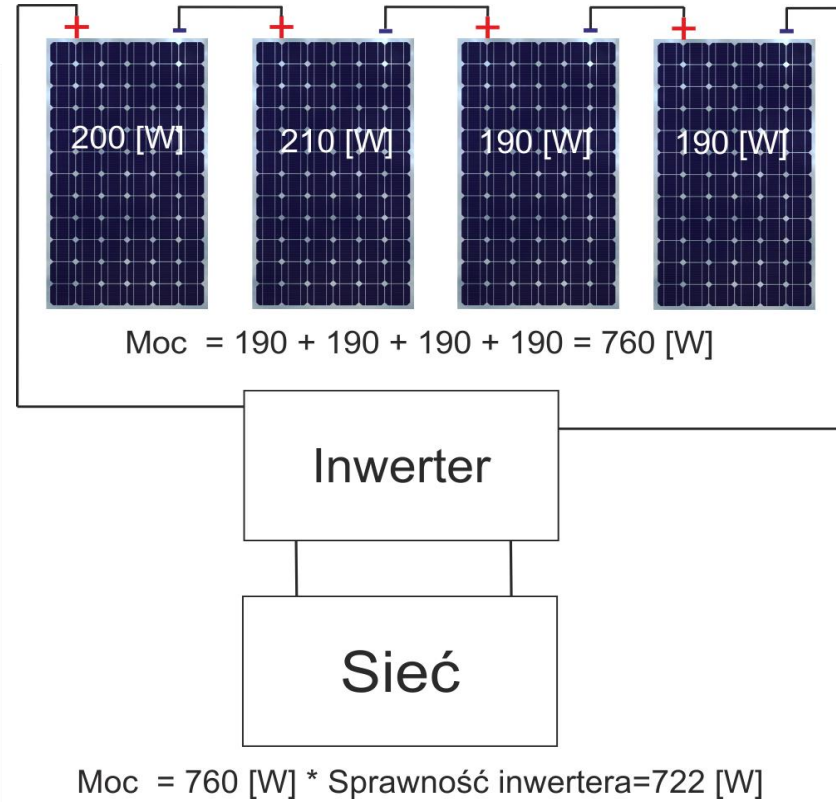 200 [W] 210 [W] 190 [W] 190 [W]
Moc = 190 + 190 + 190 + 190 = 760 [W]
Inwerter
Sieć
Moc = 760 [W] * Sprawność inwertera=722 [W]